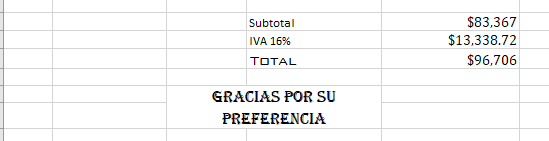 Subtotal $83,367
IVA 16% $13,338.72
TOTAL $96,706
GRACIAS POR SU
PREFERENCIA